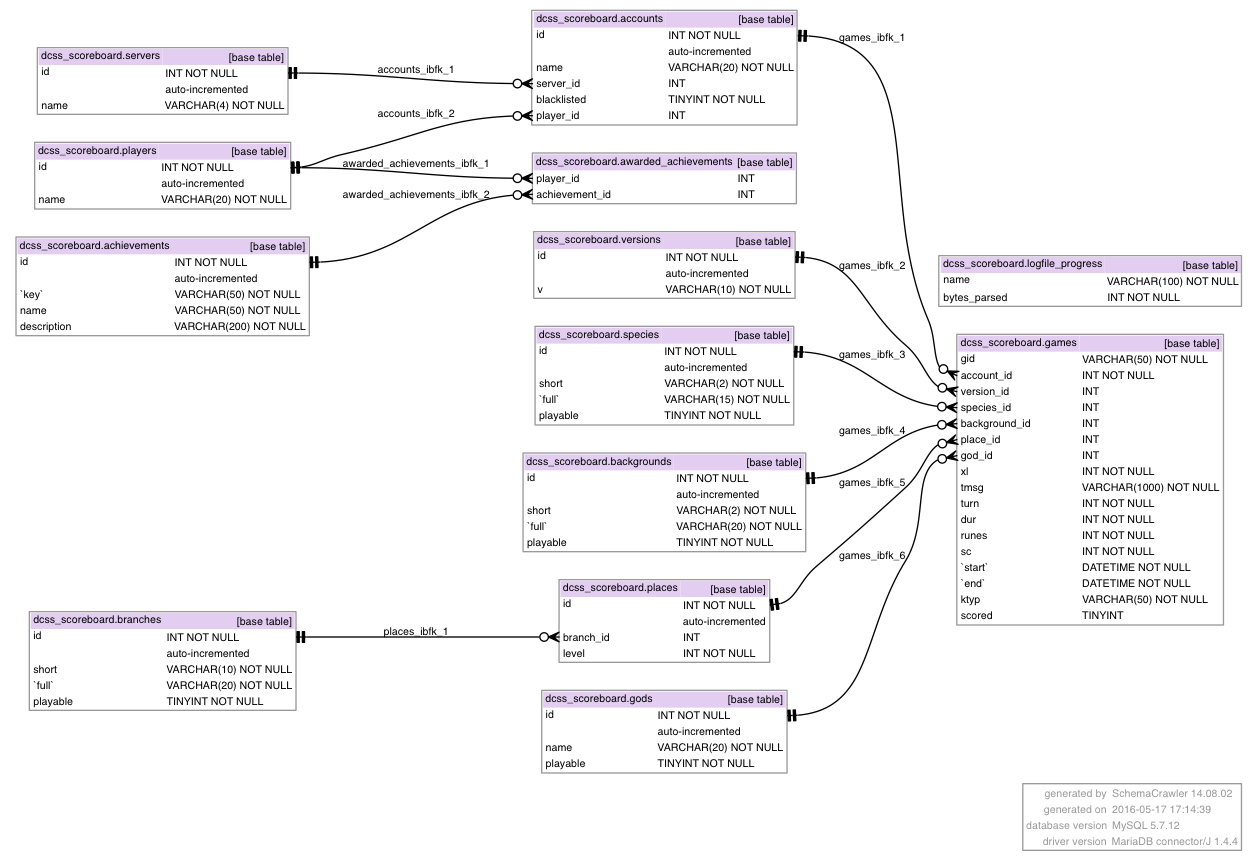 dcss_scoreboard.servers [base table]
id INT NOT NULL
auto-incremented
name VARCHAR(4) NOT NULL
dcss_scoreboard.players [base table]
id INT NOT NULL
auto-incremented
name VARCHAR(20) NOT NULL
dcss_scoreboard.achievements [base table]
id INT NOT NULL
auto-incremented
`key` VARCHAR(50) NOT NULL
name VARCHAR(50) NOT NULL
description VARCHAR(200) NOT NULL
dcss_scoreboard.branches [base table]
id INT NOT NULL
auto-incremented
short VARCHAR(10) NOT NULL
`full` VARCHAR(20) NOT NULL
playable TINYINT NOT NULL
accounts_ibfk_1
accounts_ibfk_2
awarded_achievements_ibfk_1
awarded_achievements_ibfk_2
places_ibfk_1
dcss_scoreboard.accounts [base table]
id INT NOT NULL
auto-incremented
name VARCHAR(20) NOT NULL
server_id INT
blacklisted TINYINT NOT NULL
player_id INT
dcss_scoreboard.awarded_achievements [base table]
player_id INT
achievement_id INT
dcss_scoreboard.versions [base table]
id INT NOT NULL
auto-incremented
v VARCHAR(10) NOT NULL
dcss_scoreboard.species [base table]
id INT NOT NULL
auto-incremented
short VARCHAR(2) NOT NULL
`full` VARCHAR(15) NOT NULL
playable TINYINT NOT NULL
dcss_scoreboard.backgrounds [base table]
id INT NOT NULL
auto-incremented
short VARCHAR(2) NOT NULL
`full` VARCHAR(20) NOT NULL
playable TINYINT NOT NULL
dcss_scoreboard.places [base table]
id INT NOT NULL
auto-incremented
branch_id INT
level INT NOT NULL
dcss_scoreboard.gods [base table]
id INT NOT NULL
auto-incremented
name VARCHAR(20) NOT NULL
playable TINYINT NOT NULL
games_ibfk_1
games_ibfk_2
games_ibfk_3
games_ibfk_4
games_ibfk_5
games_ibfk_6
dcss_scoreboard.logfile_progress [base table]
name VARCHAR(100) NOT NULL
bytes_parsed INT NOT NULL
dcss_scoreboard.games [base table]
gid VARCHAR(50) NOT NULL
account_id INT NOT NULL
version_id INT
species_id INT
background_id INT
place_id INT
god_id INT
xl INT NOT NULL
tmsg VARCHAR(1000) NOT NULL
turn INT NOT NULL
dur INT NOT NULL
runes INT NOT NULL
sc INT NOT NULL
`start` DATETIME NOT NULL
`end` DATETIME NOT NULL
ktyp VARCHAR(50) NOT NULL
scored TINYINT
generated by SchemaCrawler 14.08.02
generated on 2016-05-17 17:14:39
database version MySQL 5.7.12
driver version MariaDB connector/J 1.4.4